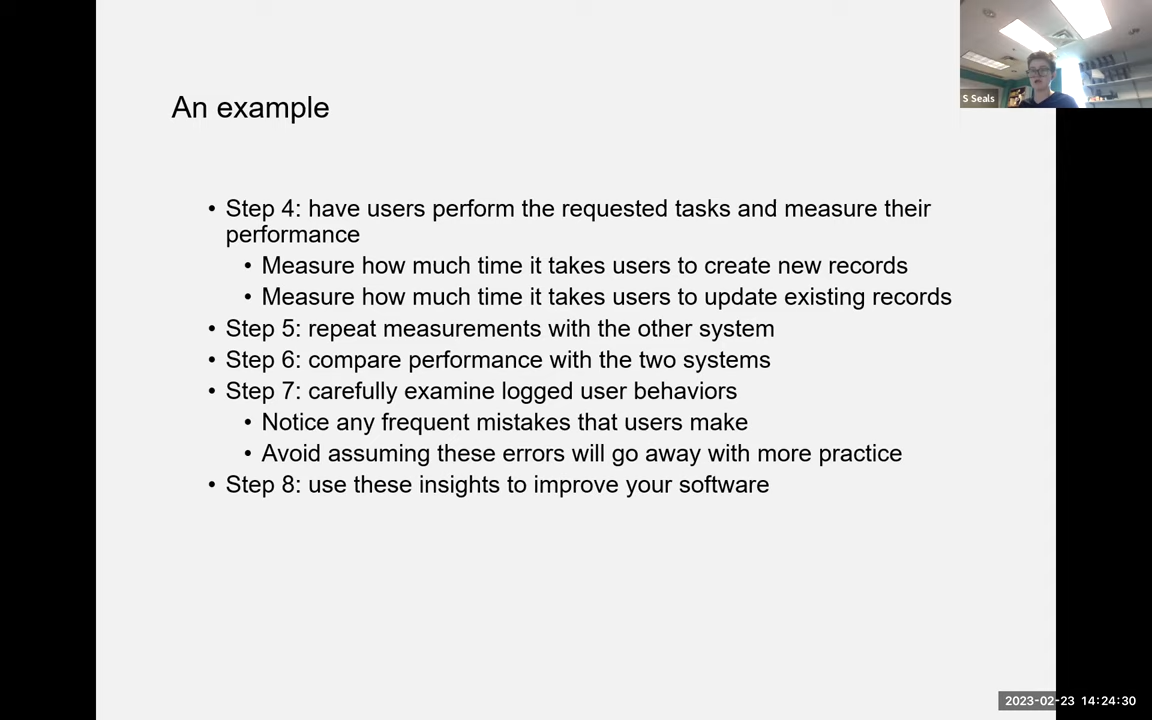 An example
S Seals
• Step 4: have users perform the requested tasks and measure their
performance
• Measure how much time it takes users to create new records
• Measure how much time it takes users to update existing records
• Step 5: repeat measurements with the other system
• Step 6: compare performance with the two systems
• Step 7: carefully examine logged user behaviors
• Notice any frequent mistakes that users make
• Avoid assuming these errors will go away with more practice
• Step 8: use these insights to improve your software
2023-02-23 14:24:30